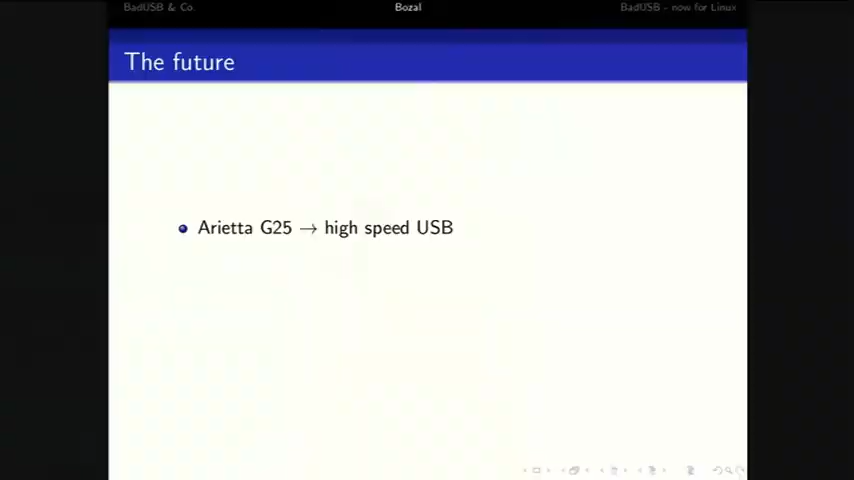 BadUSB & Co.
Bozal
BadUSB - now for Linux
The future
Arietta G25 → high speed USB